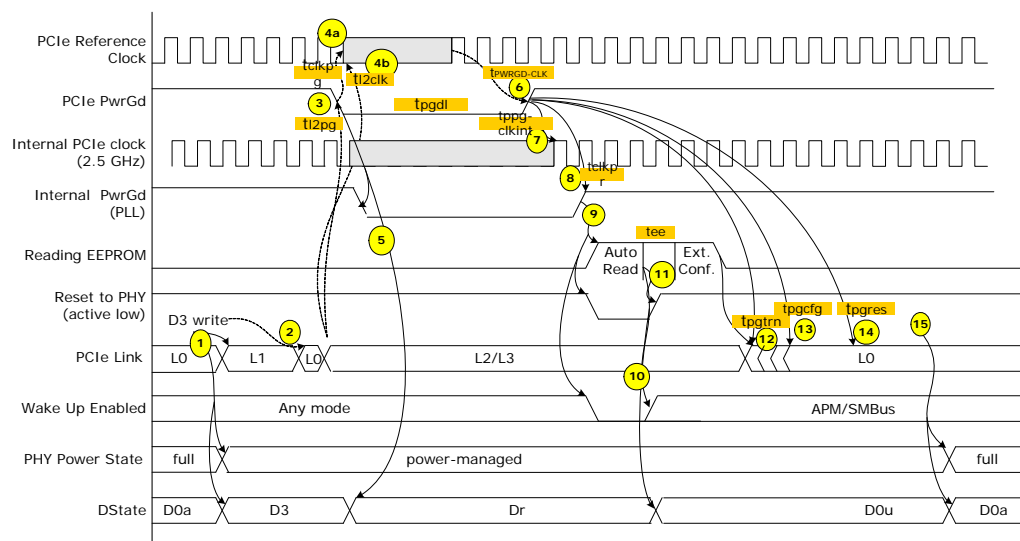 4a
PCIe Reference
Clock
4b
tclkp
g
tl2clk
tPWRGD-CLK
PCIe PwrGd
3
6
tpgdl
tl2pg
tppg-
clkint
Internal PCIe clock
(2.5 GHz)
7
tclkp
r
8
Internal PwrGd
(PLL)
9
5
tee
Reading EEPROM
Auto
Read
Ext.
Conf.
11
Reset to PHY
(active low)
D3 write
tpgcfg
tpgtrn
tpgres
1
2
12
13
14
15
PCIe Link
L0
L1
L0
L2/L3
L0
10
Wake Up Enabled
Any mode
APM/SMBus
PHY Power State
full
power-managed
full
DState
D0a
D3
Dr
D0u
D0a